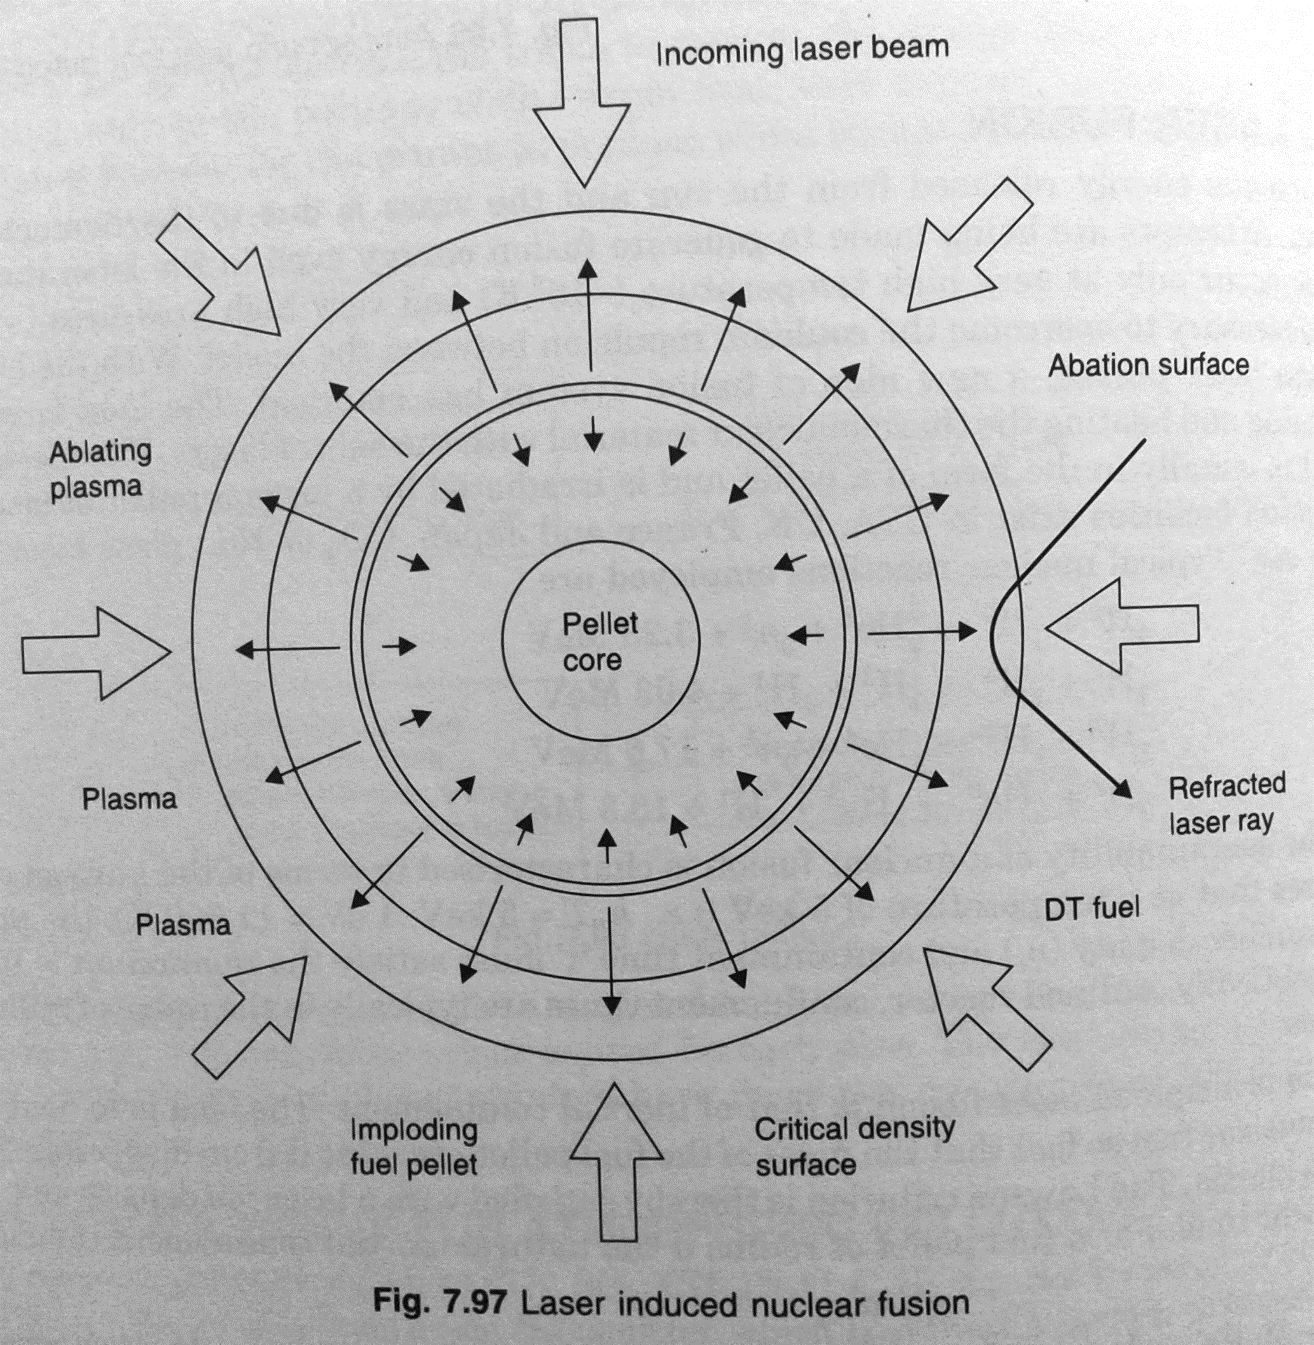 Incoming laser beam
Abation surface
Ablating
plasma
Pellet
core
Plasma
Refracted
laser ray
Plasma
DT fuel
Imploding
fuel pellet
Critical density
surface
Fig. 7.97 Laser induced nuclear fusion